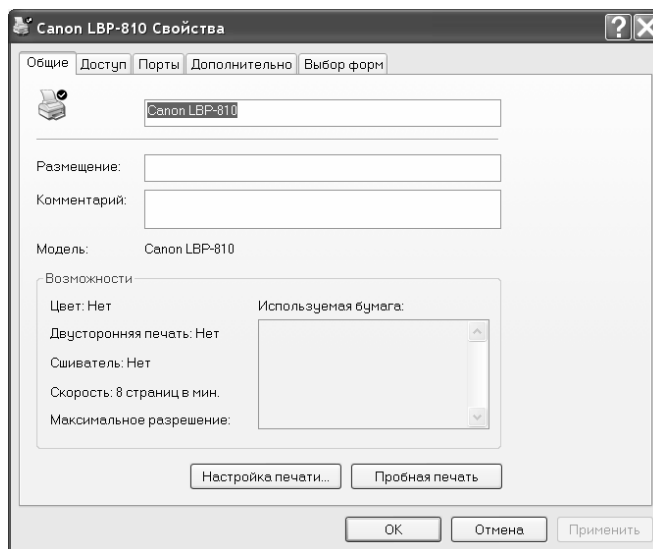 Canon LBP-810 Свойства
Общие Доступ Порты Дополнительно Выбор форм
Canon LBP-810
Размещение:
Комментарий:
Модель: Canon LBP-810
Возможности
Цвет: Нет Используемая бумага:
Двусторонняя печать: Нет
Сшиватель: Нет
Скорость: 8 страниц в мин.
Максимальное разрешение:
Настройка печати... Пробная печать
OK Отмена Применить